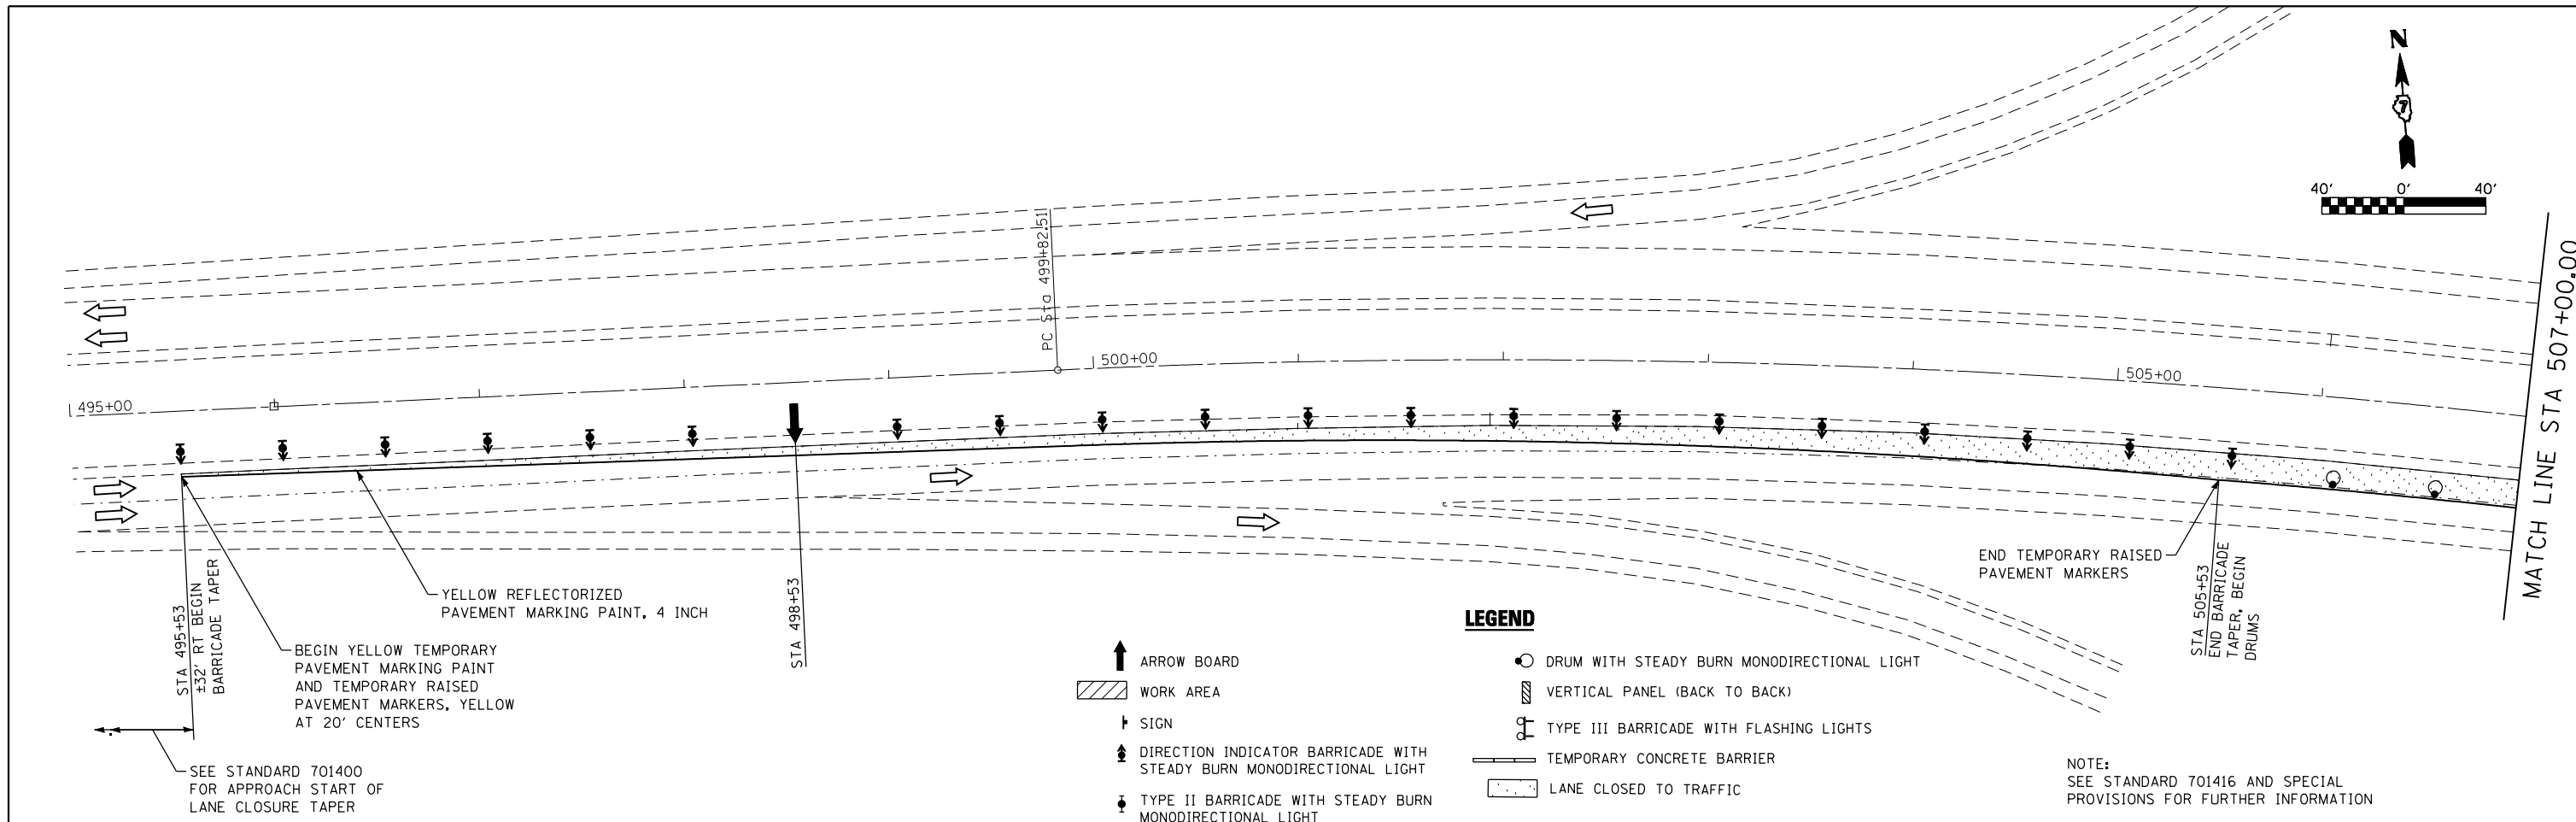 N
7
40' 0' 40'
PC Sta 499+82.51
MATCH LINE STA 507+00.00
500+00
505+00
495+00
STA 495+53
±32' RT BEGIN
BARRICADE TAPER
YELLOW REFLECTORIZED
PAVEMENT MARKING PAINT, 4 INCH
BEGIN YELLOW TEMPORARY
PAVEMENT MARKING PAINT
AND TEMPORARY RAISED
PAVEMENT MARKERS, YELLOW
AT 20' CENTERS
SEE STANDARD 701400
FOR APPROACH START OF
LANE CLOSURE TAPER
STA 498+53
END TEMPORARY RAISED
PAVEMENT MARKERS
STA 505+53
END BARRICADE
TAPER, BEGIN
DRUMS
LEGEND
ARROW BOARD
WORK AREA
SIGN
DIRECTION INDICATOR BARRICADE WITH
STEADY BURN MONODIRECTIONAL LIGHT
TYPE II BARRICADE WITH STEADY BURN
MONODIRECTIONAL LIGHT
DRUM WITH STEADY BURN MONODIRECTIONAL LIGHT
VERTICAL PANEL (BACK TO BACK)
TYPE III BARRICADE WITH FLASHING LIGHTS
TEMPORARY CONCRETE BARRIER
LANE CLOSED TO TRAFFIC
NOTE:
SEE STANDARD 701416 AND SPECIAL
PROVISIONS FOR FURTHER INFORMATION